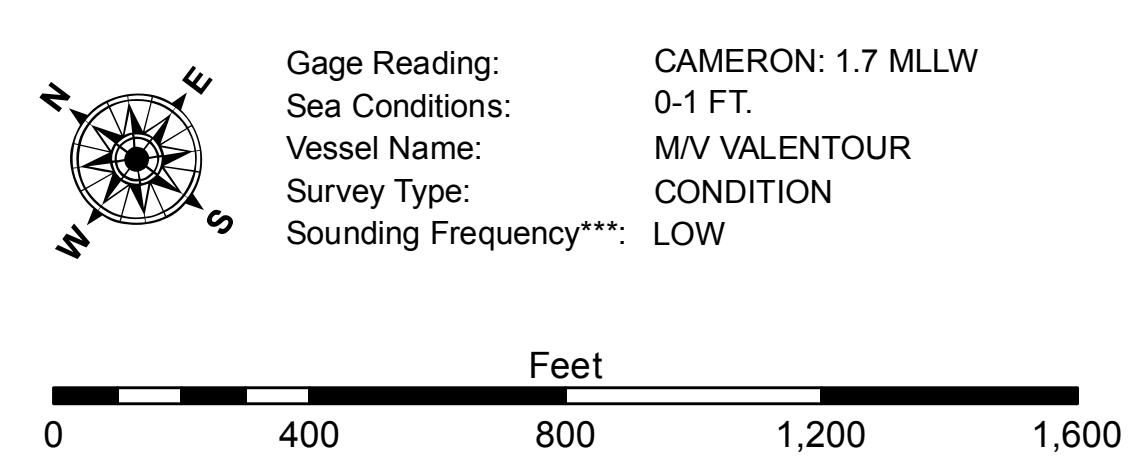 N E
W S
Gage Reading: CAMERON: 1.7 MLLW
Sea Conditions: 0-1 FT.
Vessel Name: M/V VALENTOUR
Survey Type: CONDITION
Sounding Frequency***: LOW
Feet
0 400 800 1,200 1,600